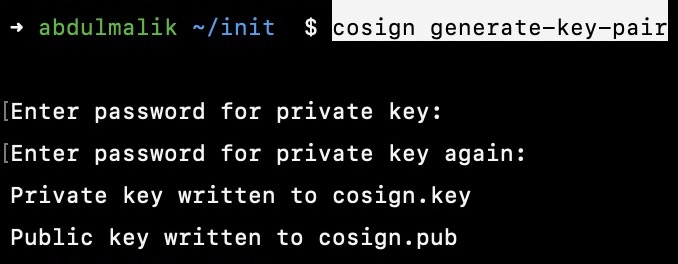 ➜ abdulmalik ~/init $ cosign generate-key-pair
[Enter password for private key:
[Enter password for private key again:
Private key written to cosign.key
Public key written to cosign.pub